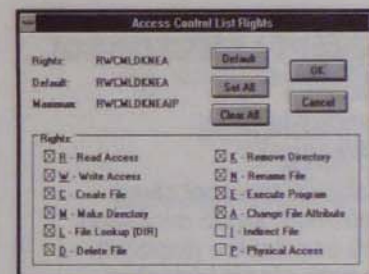 Access Control List Rights
Rights: RWCMLDKNEA
Default: RWCMLDKNEA
Maximum: RWCMLDKNEAIP
Default
Set All
Clear All
OK
Cancel
Rights:
R - Read Access
W - Write Access
C - Create File
M - Make Directory
L - File Lookup [DIR]
D - Delete File
K - Remove Directory
N - Rename File
E - Execute Program
A - Change File Attribute
I - Indirect File
P - Physical Access